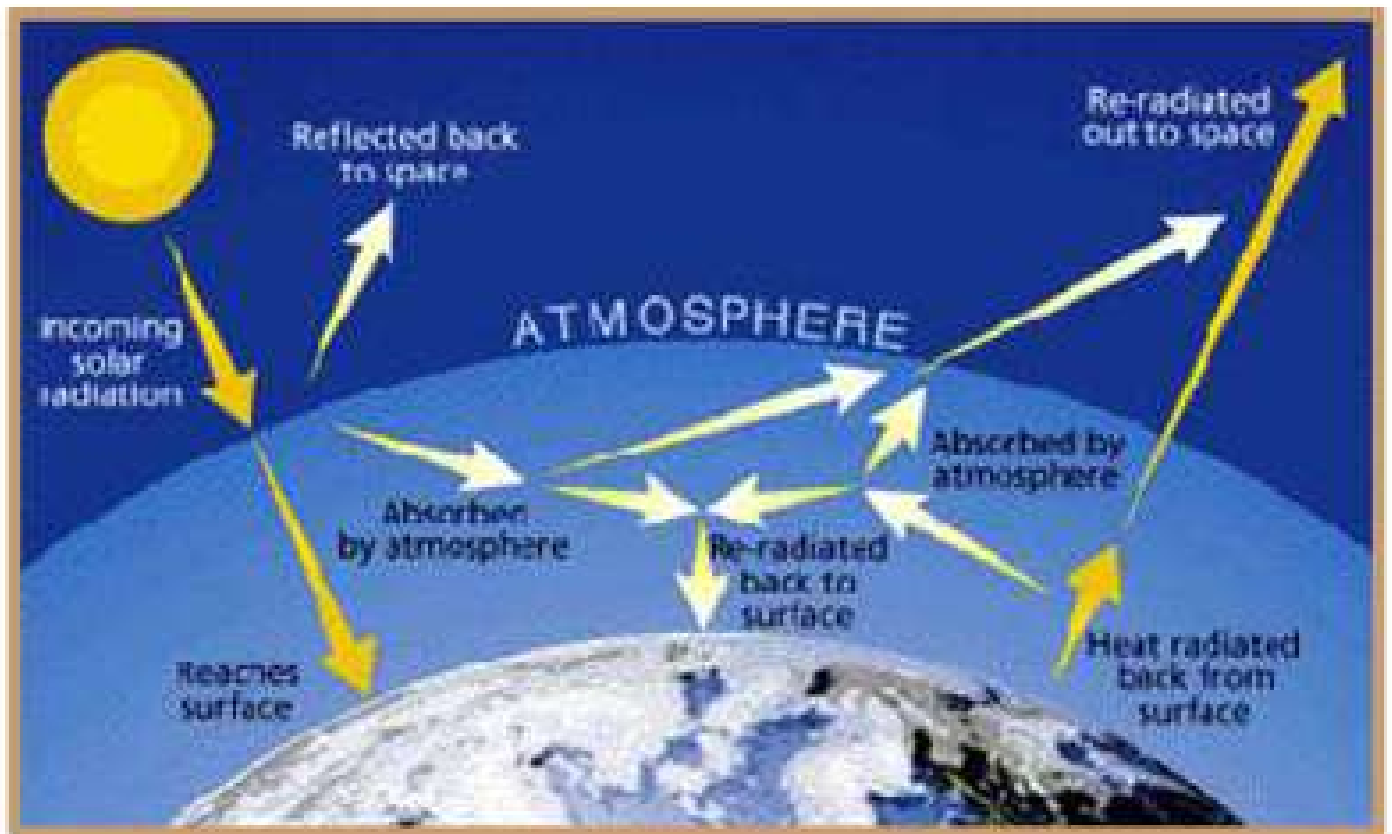 Reflected back
to space
Re-radiated
out to space
Incoming
solar
radiation
ATMOSPHERE
Absorbed
by atmosphere
Absorbed by
atmosphere
Re-radiated
back to
surface
Reaches
surface
Heat radiated
back from
surface